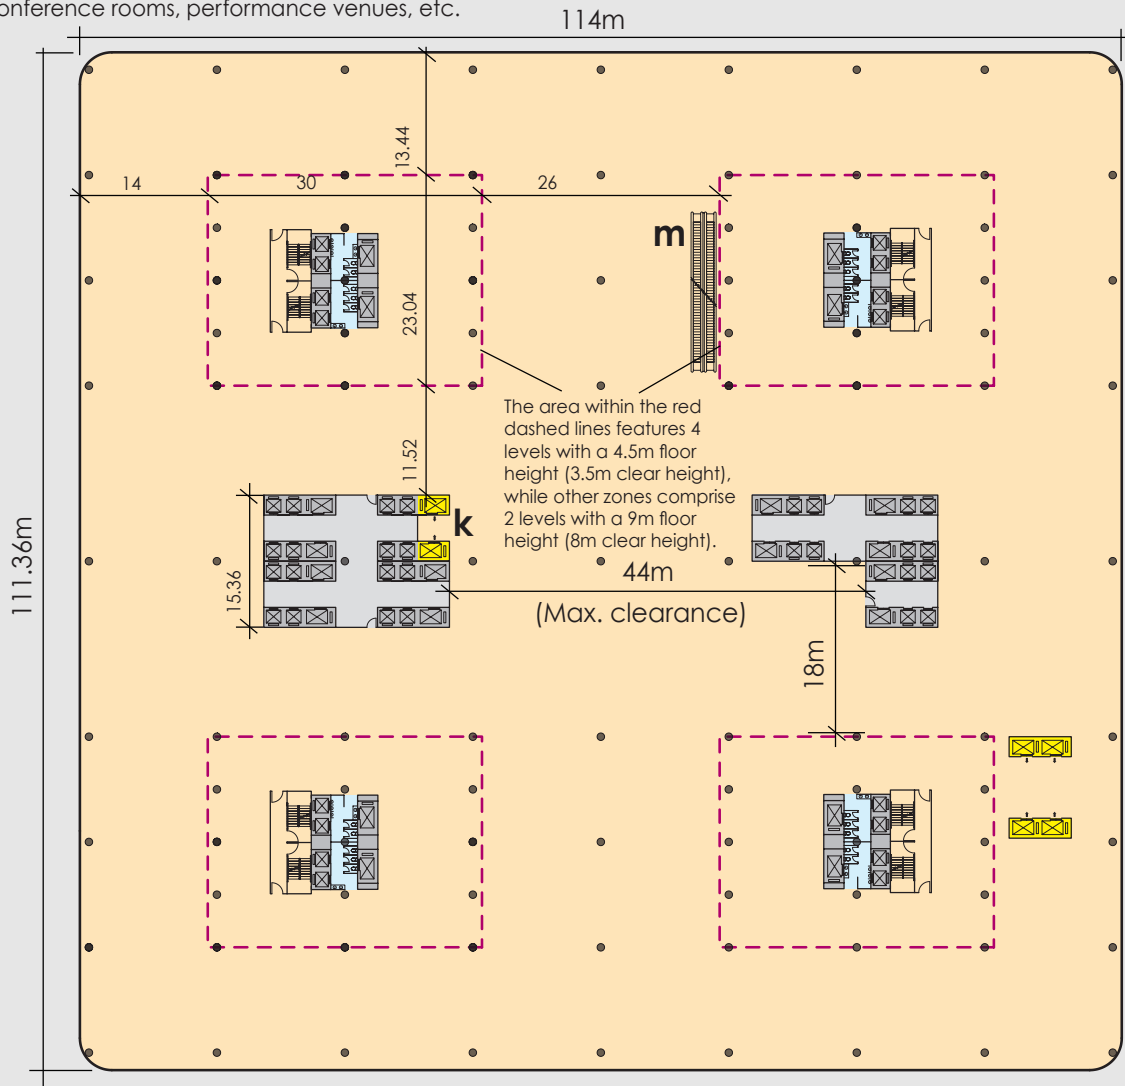 onference rooms, performance venues, etc.
114m
13.44
14
30
26
m
23.04
111.36m
The area within the red
dashed lines features 4
levels with a 4.5m floor
height (3.5m clear height),
while other zones comprise
2 levels with a 9m floor
height (8m clear height).
11.52
k
15.36
44m
(Max. clearance)
18m